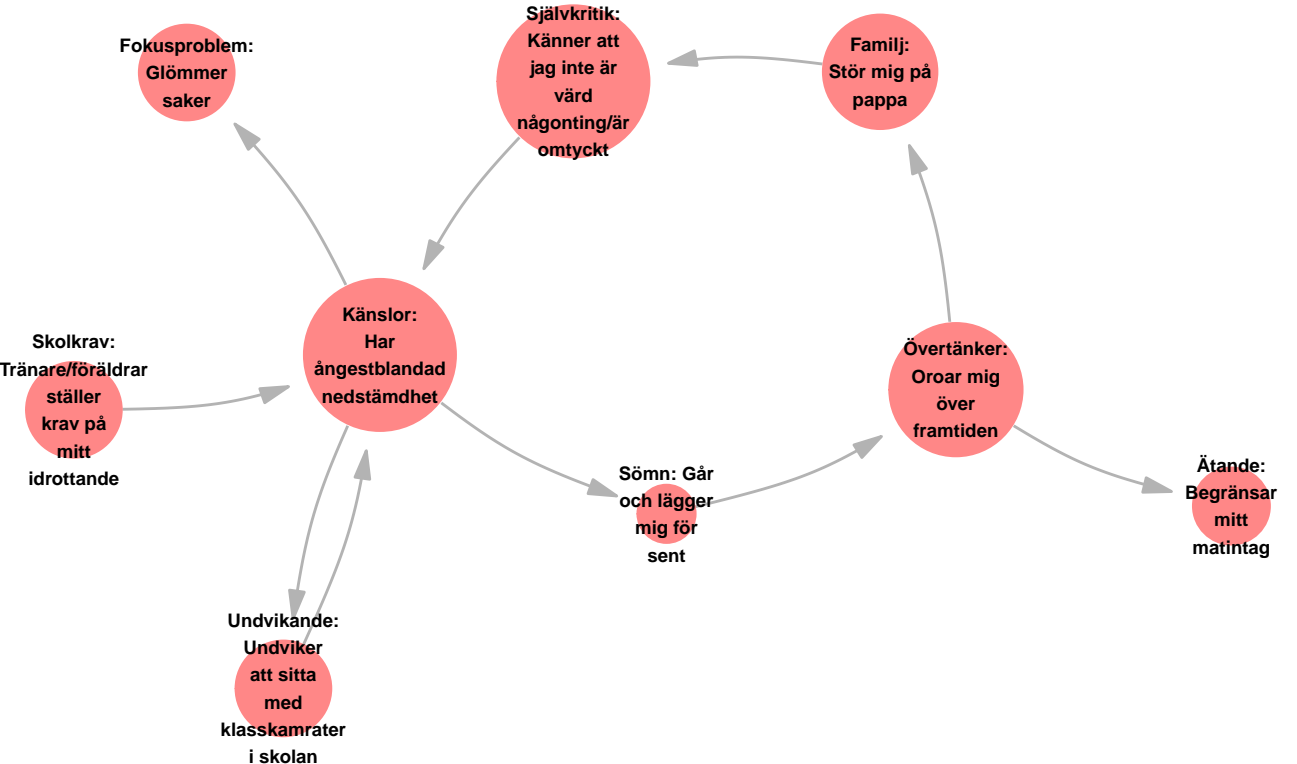 Fokusproblem:
Glömmer
saker
Självkritik:
Känner att
jag inte är
värd
någonting/är
omtyckt
Familj:
Stör mig på
pappa
Känslor:
Har
ångestblandad
nedstämdhet
Skolkrav:
Tränare/föräldrar
ställer
krav på
mitt
idrottande
Övertänker:
Oroar mig
över
framtiden
Sömn: Går
och lägger
mig för
sent
Ätande:
Begränsar
mitt
matintag
Undvikande:
Undviker
att sitta
med
klasskamrater
i skolan